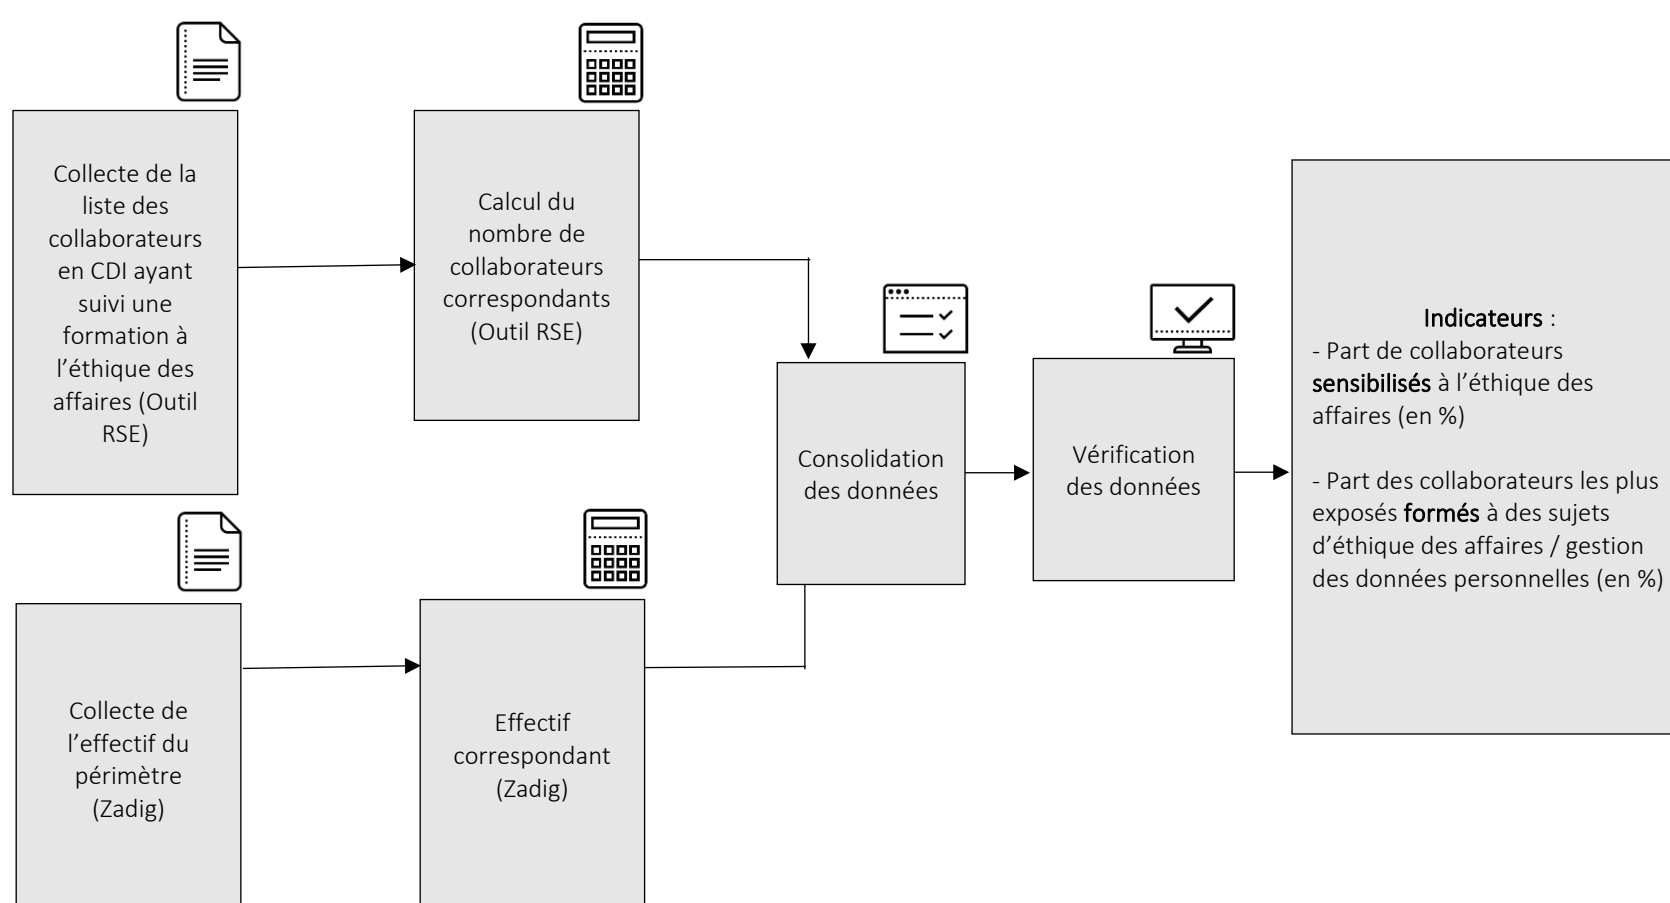 Collecte de la
liste des
collaborateurs
en CDI ayant
suivi une
formation à
l’éthique des
affaires (Outil
RSE)
Calcul du
nombre de
collaborateurs
correspondants
(Outil RSE)
Collecte de
l’effectif du
périmètre
(Zadig)
Effectif
correspondant
(Zadig)
Consolidation
des données
Vérification
des données
Indicateurs :
- Part de collaborateurs
sensibilisés à l’éthique des
affaires (en %)
- Part des collaborateurs les plus
exposés formés à des sujets
d’éthique des affaires / gestion
des données personnelles (en %)